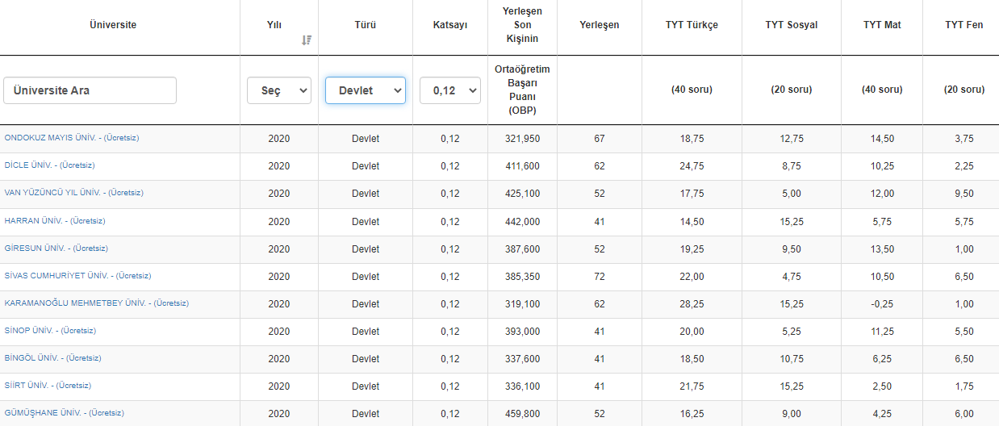 Üniversite Yılı Türü Katsayı Yerleşen Son Kişinin Yerleşen TYT Türkçe TYT Sosyal TYT Mat TYT Fen
Üniversite Ara Seç Devlet 0,12 Ortaöğretim Başarı Puanı (OBP) (40 soru) (20 soru) (40 soru) (20 soru)
ONDOKUZ MAYIS ÜNİV. - (Ücretsiz) 2020 Devlet 0,12 321,950 67 18,75 12,75 14,50 3,75
DİCLE ÜNİV. - (Ücretsiz) 2020 Devlet 0,12 411,600 62 24,75 8,75 10,25 2,25
VAN YÜZÜNCÜ YIL ÜNİV. - (Ücretsiz) 2020 Devlet 0,12 425,100 52 17,75 5,00 12,00 9,50
HARRAN ÜNİV. - (Ücretsiz) 2020 Devlet 0,12 442,000 41 14,50 15,25 5,75 5,75
GİRESUN ÜNİV. - (Ücretsiz) 2020 Devlet 0,12 387,600 52 19,25 9,50 13,50 1,00
SİVAS CUMHURİYET ÜNİV. - (Ücretsiz) 2020 Devlet 0,12 385,350 72 22,00 4,75 10,50 6,50
KARAMANOĞLU MEHMETBEY ÜNİV. - (Ücretsiz) 2020 Devlet 0,12 319,100 62 28,25 15,25 -0,25 1,00
SİNOP ÜNİV. - (Ücretsiz) 2020 Devlet 0,12 393,000 41 20,00 5,25 11,25 5,50
BİNGÖL ÜNİV. - (Ücretsiz) 2020 Devlet 0,12 337,600 41 18,50 10,75 6,25 6,50
SİİRT ÜNİV. - (Ücretsiz) 2020 Devlet 0,12 336,100 41 21,75 15,25 2,50 1,75
GÜMÜŞHANE ÜNİV. - (Ücretsiz) 2020 Devlet 0,12 459,800 52 16,25 9,00 4,25 6,00